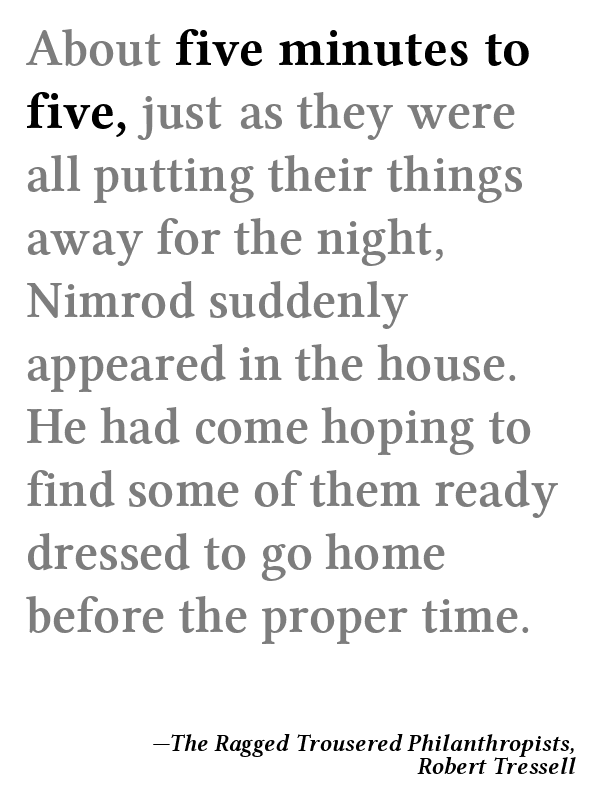 About five minutes to
five, just as they were
all putting their things
away for the night,
Nimrod suddenly
appeared in the house.
He had come hoping to
find some of them ready
dressed to go home
before the proper time.
—The Ragged Trousered Philanthropists,
Robert Tressell